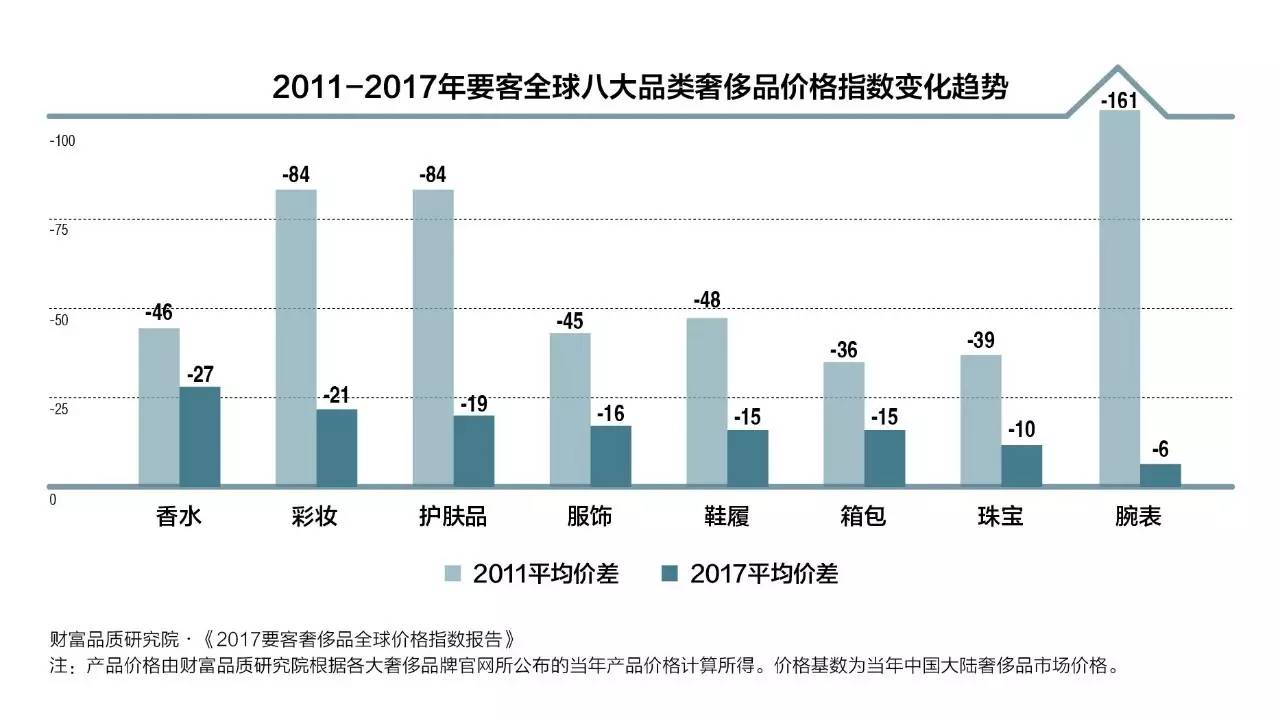 2011-2017年要客全球八大品类奢侈品价格指数变化趋势
-100
-75
-50
-25
0
-46
-27
-84
-21
-84
-19
-45
-16
-48
-15
-36
-15
-39
-10
-161
-6
香水
彩妆
护肤品
服饰
鞋履
箱包
珠宝
腕表
2011平均价差
2017平均价差
财富品质研究院·《2017要客奢侈品全球价格指数报告》
注：产品价格由财富品质研究院根据各大奢侈品牌官网所公布的当年产品价格计算所得。价格基数为当年中国大陆奢侈品市场价格。